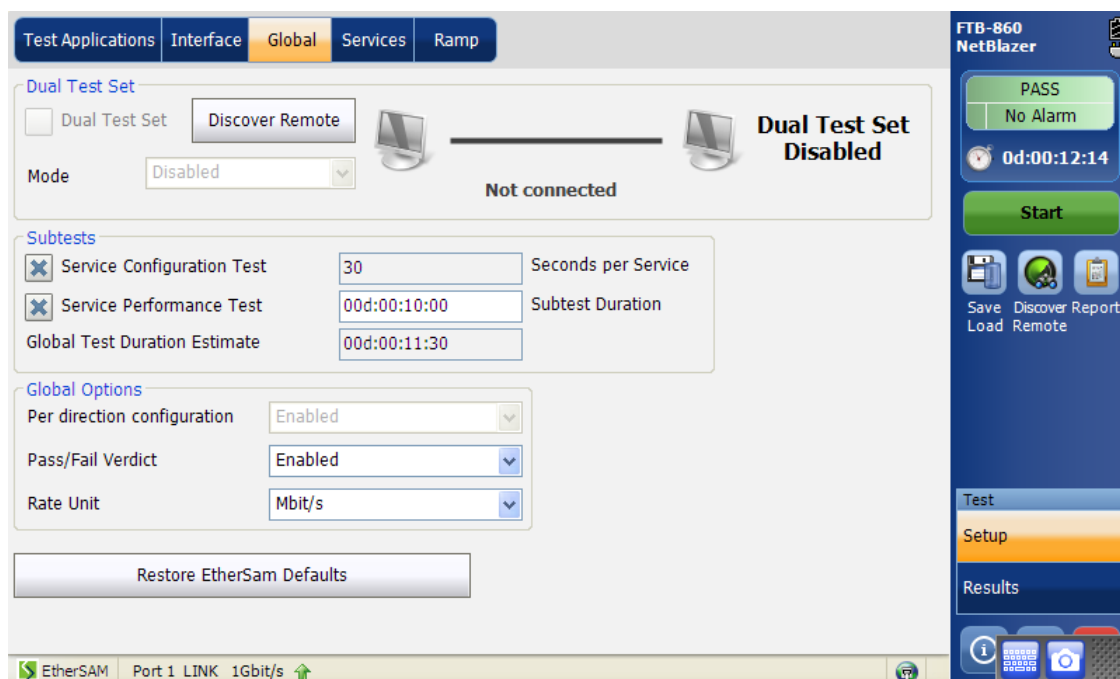 Test Applications Interface Global Services Ramp
Dual Test Set
Dual Test Set Discover Remote
Mode Disabled
Not connected
Dual Test Set
Disabled
Subtests
Service Configuration Test 30 Seconds per Service
Service Performance Test 00d:00:10:00 Subtest Duration
Global Test Duration Estimate 00d:00:11:30
Global Options
Per direction configuration Enabled
Pass/Fail Verdict Enabled
Rate Unit Mbit/s
Restore EtherSam Defaults
EtherSAM Port 1 LINK 1Gbit/s
FTB-860
NetBlazer
PASS
No Alarm
0d:00:12:14
Start
Save Discover Report
Load Remote
Test
Setup
Results